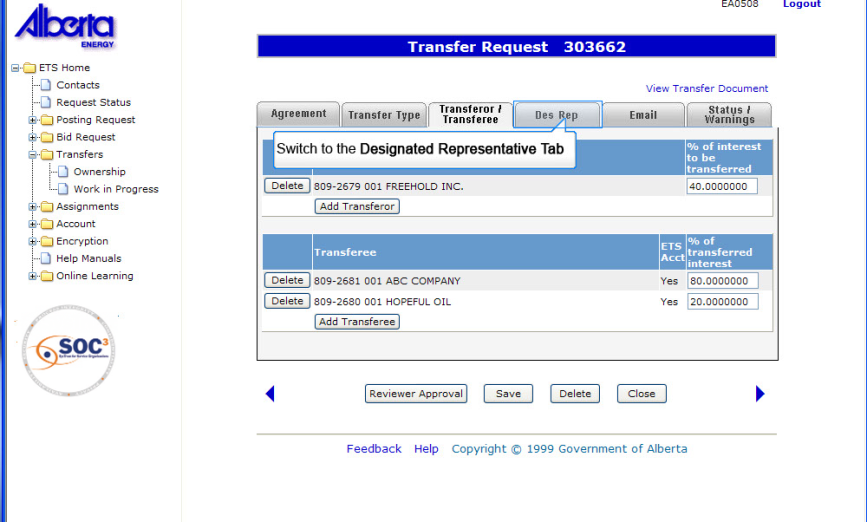 EA0508 Logout
Alberta
ENERGY
Transfer Request 303662
ETS Home
Contacts
Request Status
Posting Request
Bid Request
Transfers
Ownership
Work in Progress
Assignments
Account
Encryption
Help Manuals
Online Learning
SOC3
View Transfer Document
Agreement
Transfer Type
Transferor /
Transferee
Des Rep
Email
Status /
Warnings
Switch to the Designated Representative Tab
% of interest
to be
transferred
Delete 809-2679 001 FREEHOLD INC. 40.0000000
Add Transferor
Transferee
ETS
Acct
% of
transferred
interest
Delete 809-2681 001 ABC COMPANY Yes 80.0000000
Delete 809-2680 001 HOPEFUL OIL Yes 20.0000000
Add Transferee
Reviewer Approval Save Delete Close
Feedback Help Copyright © 1999 Government of Alberta